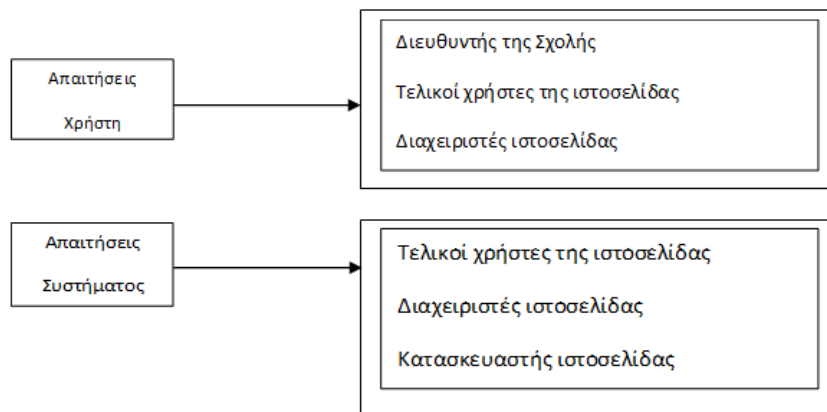 Απαιτήσεις
Χρήστη
Διευθυντής της Σχολής
Τελικοί χρήστες της ιστοσελίδας
Διαχειριστές ιστοσελίδας
Απαιτήσεις
Συστήματος
Τελικοί χρήστες της ιστοσελίδας
Διαχειριστές ιστοσελίδας
Κατασκευαστής ιστοσελίδας